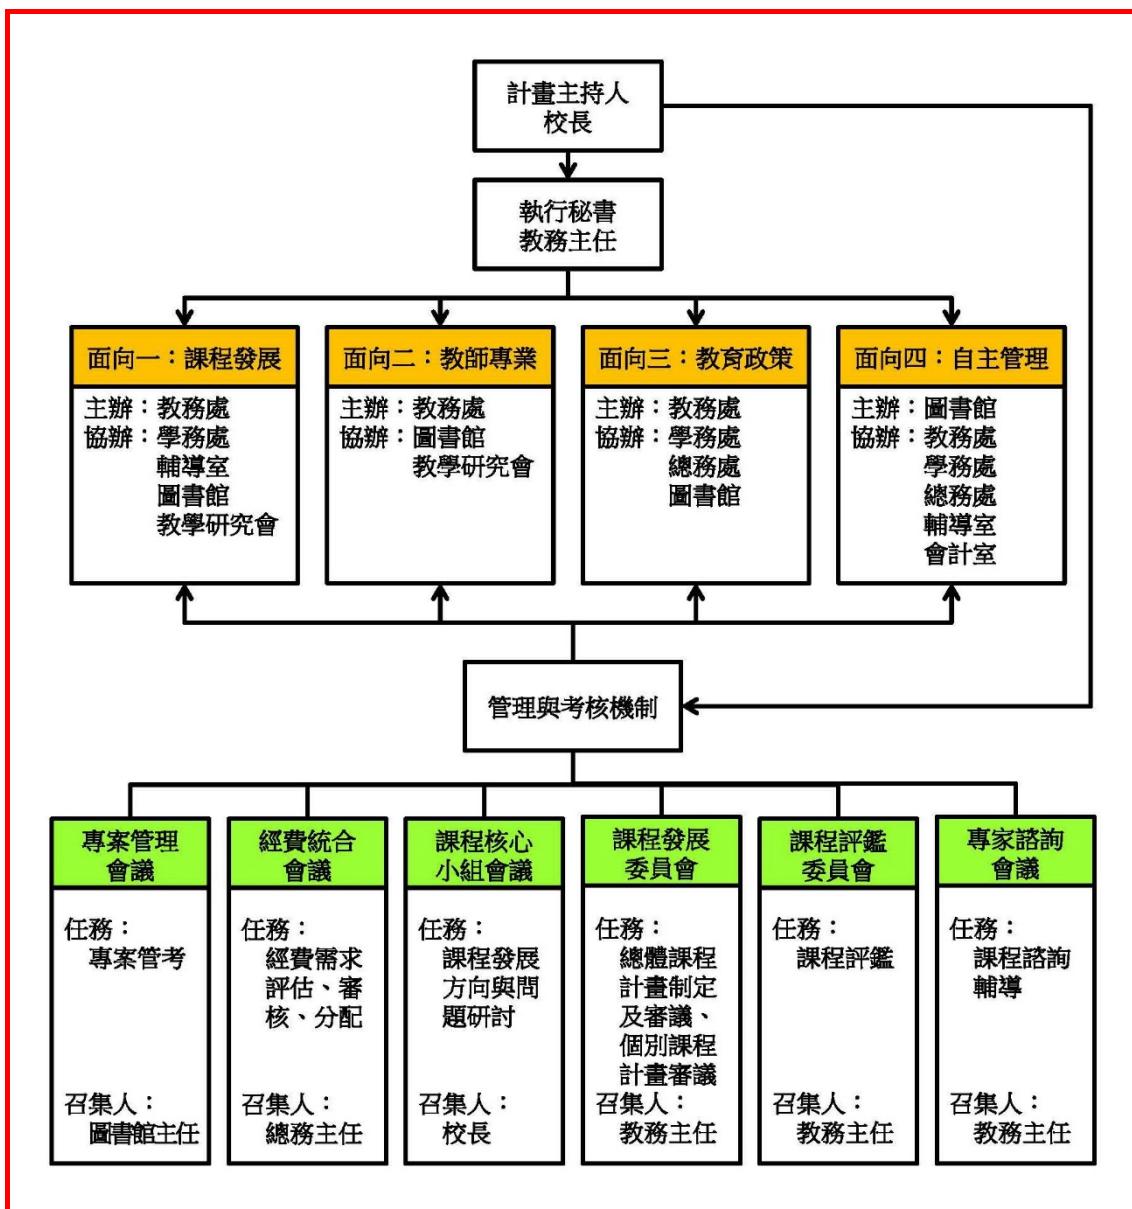 計畫主持人
校長
執行秘書
教務主任
面向一：課程發展
主辦：教務處
協辦：學務處
輔導室
圖書館
教學研究會
面向二：教師專業
主辦：教務處
協辦：圖書館
教學研究會
面向三：教育政策
主辦：教務處
協辦：學務處
總務處
圖書館
面向四：自主管理
主辦：圖書館
協辦：教務處
學務處
總務處
輔導室
會計室
管理與考核機制
專案管理
會議
任務：
專案管考
召集人：
圖書館主任
經費統合
會議
任務：
經費需求
評估、審
核、分配
召集人：
總務主任
課程核心
小組會議
任務：
課程發展
方向與問
題研討
召集人：
校長
課程發展
委員會
任務：
總體課程
計畫制定
及審議、
個別課程
計畫審議
召集人：
教務主任
課程評鑑
委員會
任務：
課程評鑑
召集人：
教務主任
專家諮詢
會議
任務：
課程諮詢
輔導
召集人：
教務主任